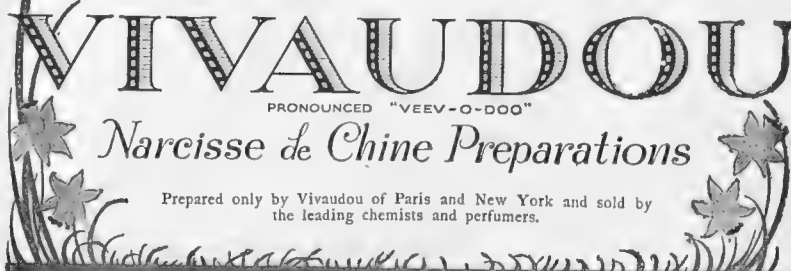 VIVAUDOU
PRONOUNCED "VEEV-O-DOO"
Narcisse de Chine Preparations
Prepared only by Vivaudou of Paris and New York and sold by
the leading chemists and perfumers.